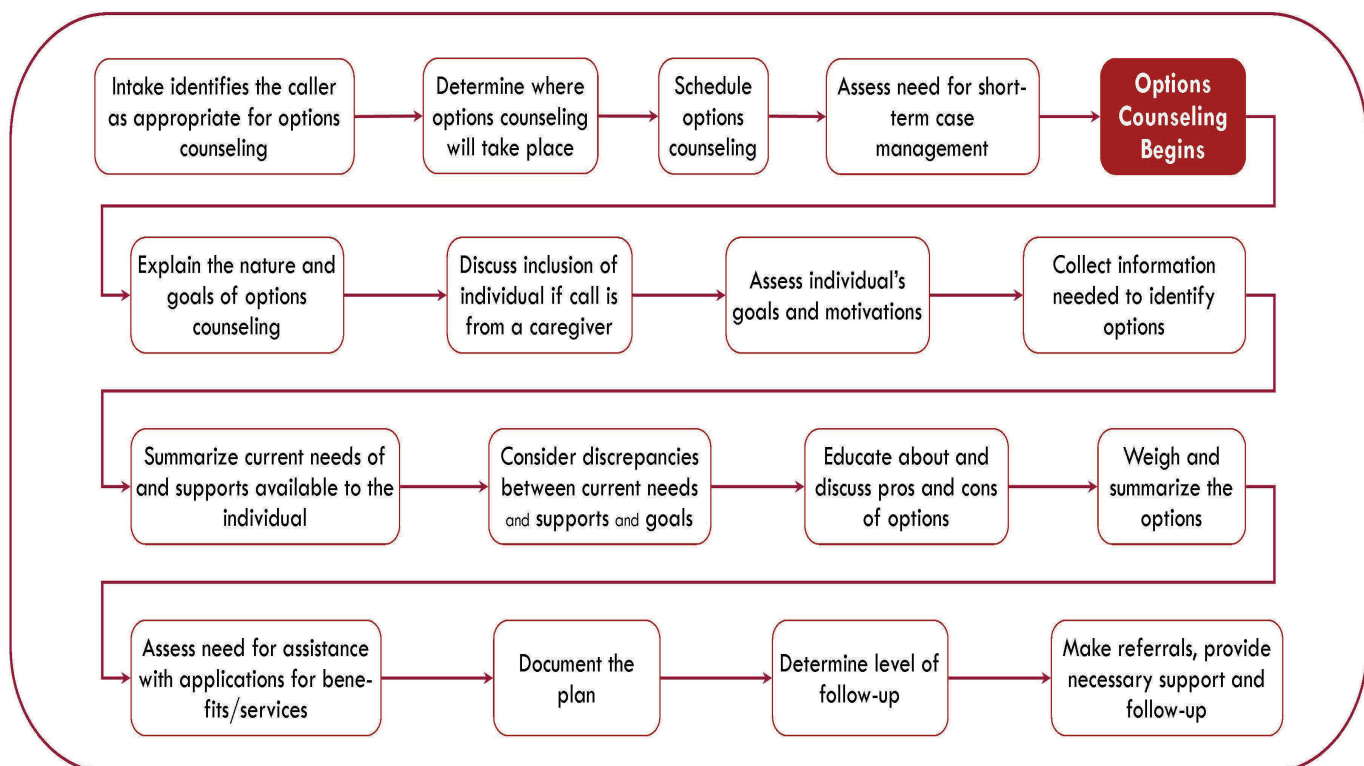 Intake identifies the caller
as appropriate for options
counseling
Determine where
options counseling
will take place
Schedule
options
counseling
Assess need for short-
term case
management
Options
Counseling
Begins
Explain the nature and
goals of options
counseling
Discuss inclusion of
individual if call is
from a caregiver
Assess individual's
goals and motivations
Collect information
needed to identify
options
Summarize current needs of
and supports available to the
individual
Consider discrepancies
between current needs
and supports and goals
Educate about and
discuss pros and cons
of options
Weigh and
summarize the
options
Assess need for assistance
with applications for bene-
fits/services
Document the
plan
Determine level of
follow-up
Make referrals, provide
necessary support and
follow-up